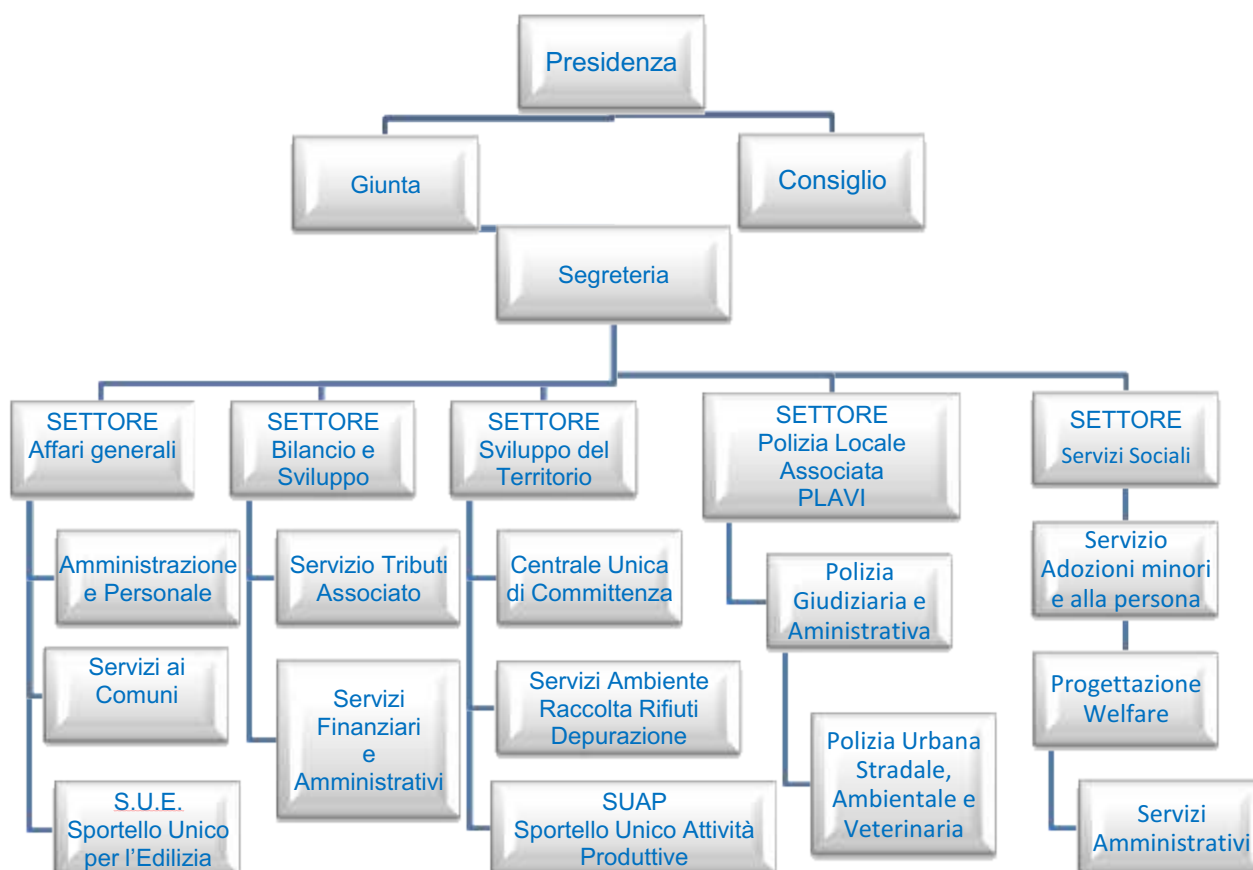 Presidenza
Giunta
Consiglio
Segreteria
SETTORE
Affari generali
SETTORE
Bilancio e
Sviluppo
SETTORE
Sviluppo del
Territorio
SETTORE
Polizia Locale
Associata
PLAVI
SETTORE
Servizi Sociali
Amministrazione
e Personale
Servizi ai
Comuni
S.U.E.
Sportello Unico
per l'Edilizia
Servizio Tributi
Associato
Servizi
Finanziari
e
Amministrativi
Centrale Unica
di Committenza
Servizi Ambiente
Raccolta Rifiuti
Depurazione
SUAP
Sportello Unico Attività
Produttive
Polizia
Giudiziaria e
Aministrativa
Polizia Urbana
Stradale,
Ambientale e
Veterinaria
Servizio
Adozioni minori
e alla persona
Progettazione
Welfare
Servizi
Amministrativi